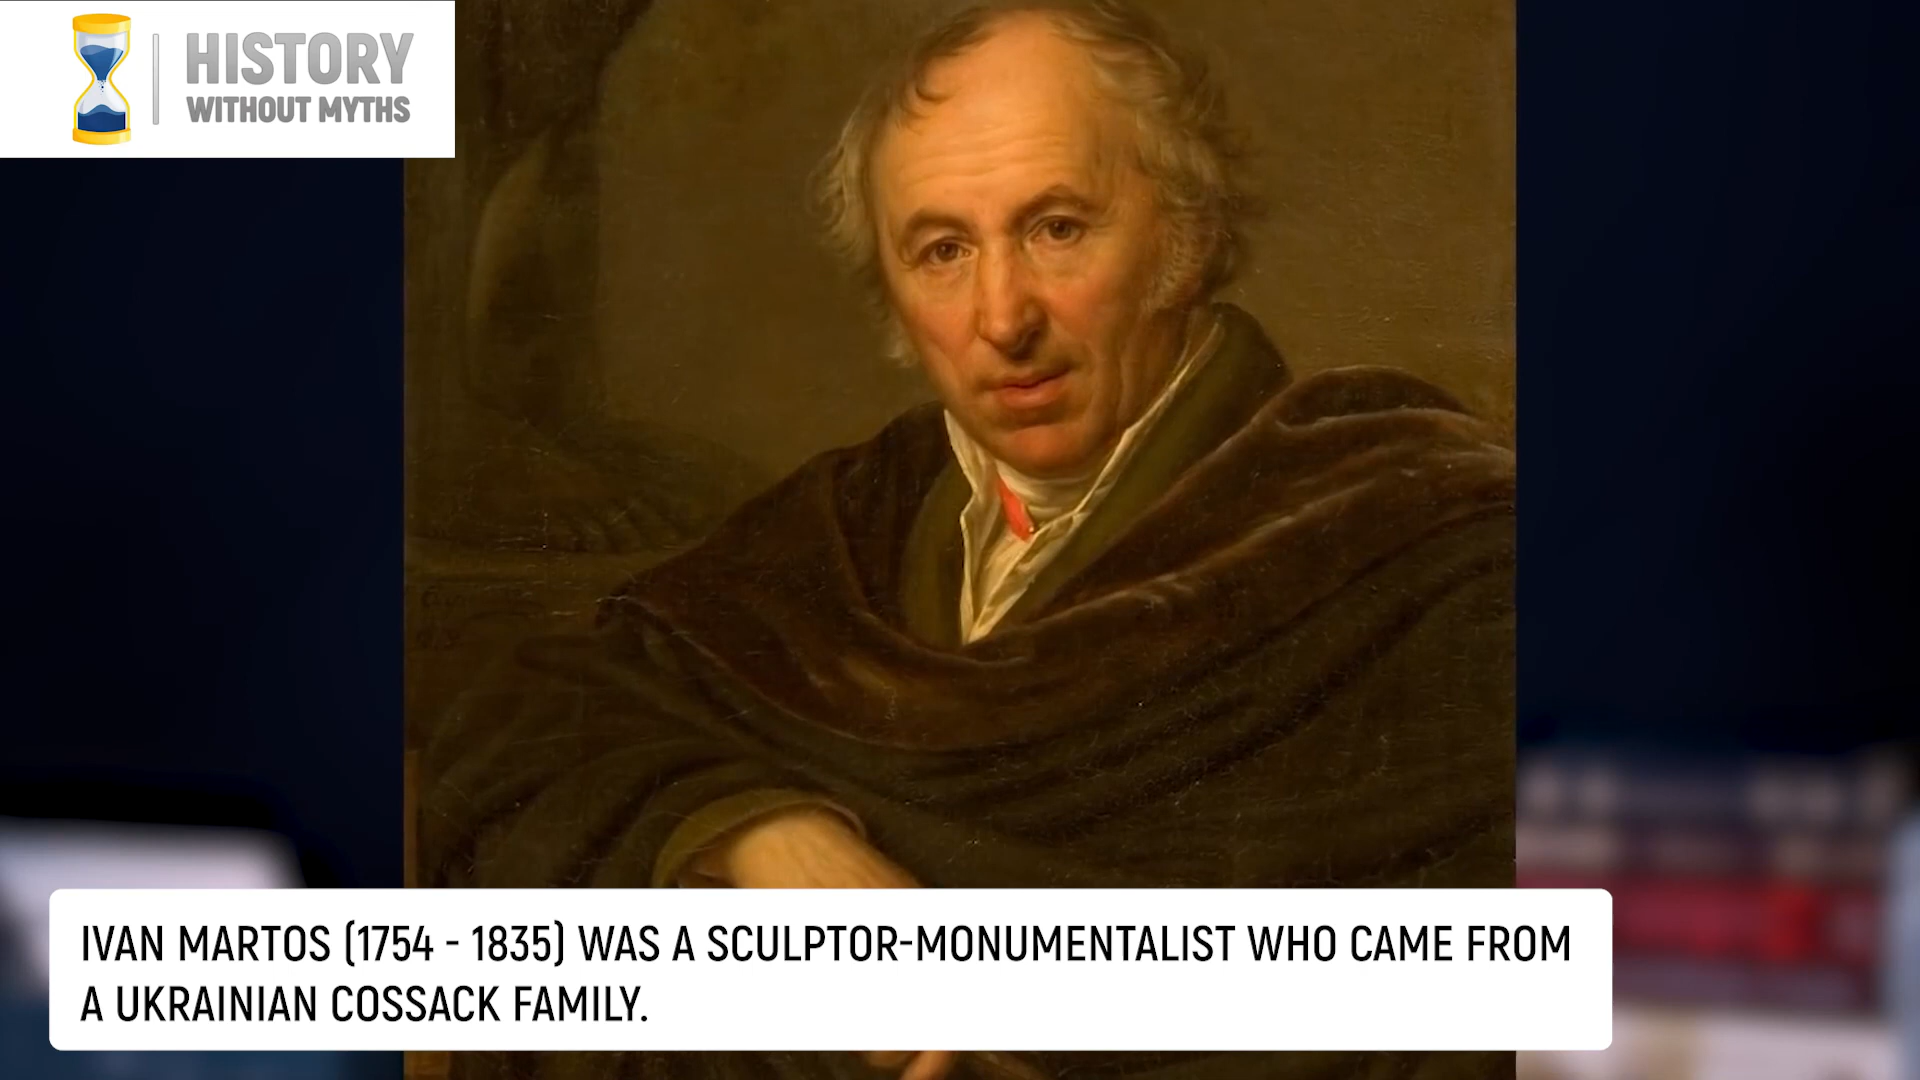 HISTORY
WITHOUT MYTHS
IVAN MARTOS (1754 - 1835) WAS A SCULPTOR-MONUMENTALIST WHO CAME FROM
A UKRAINIAN COSSACK FAMILY.